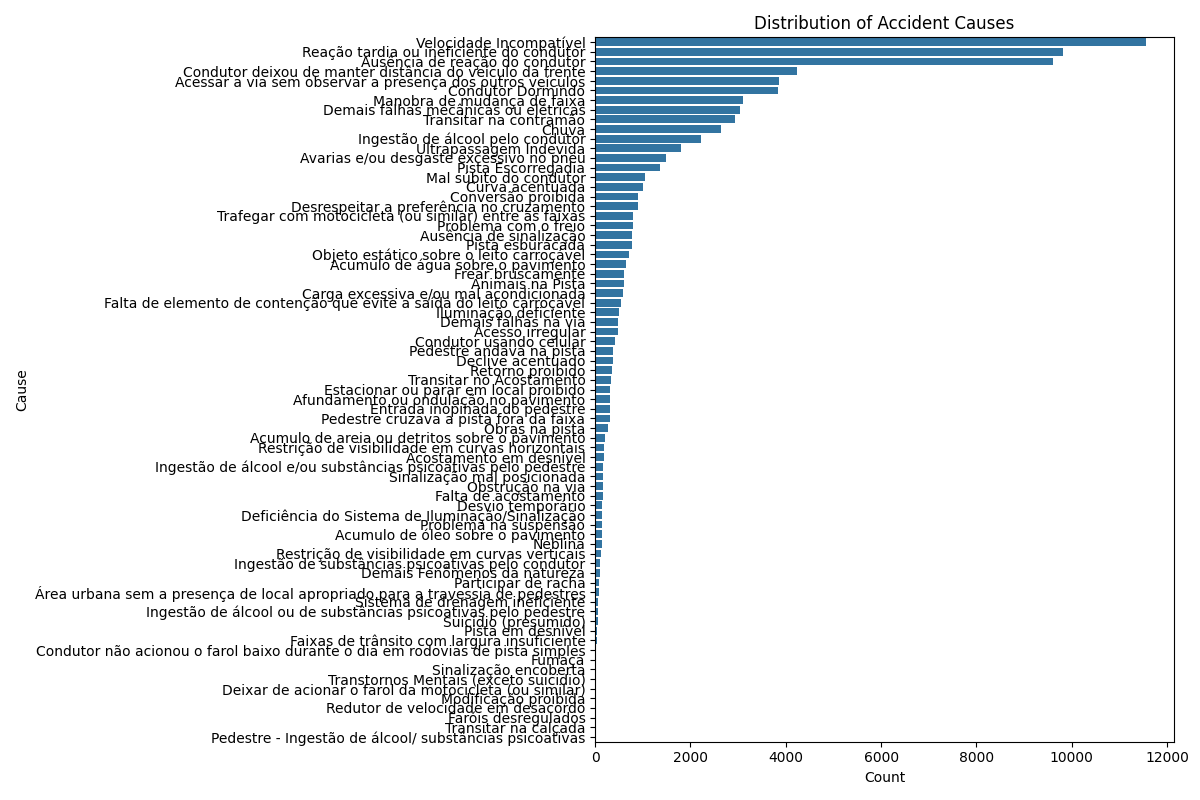 Distribution of Accident Causes
Velocidade Incompatível
Reação tardia ou ineficiente do condutor
Ausência de reação do condutor
Condutor deixou de manter distância do veículo da frente
Acessar a via sem observar a presença dos outros veículos
Condutor Dormindo
Manobra de mudança de faixa
Demais falhas mecânicas ou elétricas
Transitar na contramão
Chuva
Ingestão de álcool pelo condutor
Ultrapassagem Indevida
Avarias e/ou desgaste excessivo no pneu
Pista Escorregadia
Mal súbito do condutor
Curva acentuada
Conversão proibida
Desrespeitar a preferência no cruzamento
Trafegar com motocicleta (ou similar) entre as faixas
Problema com o freio
Ausência de sinalização
Pista esburacada
Objeto estático sobre o leito carroçável
Acumulo de água sobre o pavimento
Frear bruscamente
Animais na Pista
Carga excessiva e/ou mal acondicionada
Falta de elemento de contenção que evite a saída do leito carroçável
Iluminação deficiente
Demais falhas na via
Acesso irregular
Condutor usando celular
Pedestre andava na pista
Declive acentuado
Retorno proibido
Transitar no Acostamento
Estacionar ou parar em local proibido
Afundamento ou ondulação no pavimento
Entrada inopinada do pedestre
Pedestre cruzava a pista fora da faixa
Obras na pista
Acumulo de areia ou detritos sobre o pavimento
Restrição de visibilidade em curvas horizontais
Acostamento em desnível
Ingestão de álcool e/ou substâncias psicoativas pelo pedestre
Sinalização mal posicionada
Obstrução na via
Falta de acostamento
Desvio temporário
Deficiência do Sistema de Iluminação/Sinalização
Problema na suspensão
Acumulo de óleo sobre o pavimento
Neblina
Restrição de visibilidade em curvas verticais
Ingestão de substâncias psicoativas pelo condutor
Demais Fenômenos da natureza
Participar de racha
Área urbana sem a presença de local apropriado para a travessia de pedestres
Sistema de drenagem ineficiente
Ingestão de álcool ou de substâncias psicoativas pelo pedestre
Suicídio (presumido)
Pista em desnível
Faixas de trânsito com largura insuficiente
Condutor não acionou o farol baixo durante o dia em rodovias de pista simples
Fumaça
Sinalização encoberta
Transtornos Mentais (exceto suicidio)
Deixar de acionar o farol da motocicleta (ou similar)
Modificação proibida
Redutor de velocidade em desacordo
Faróis desregulados
Transitar na calçada
Pedestre - Ingestão de álcool/ substâncias psicoativas
Cause
0 2000 4000 6000 8000 10000 12000
Count